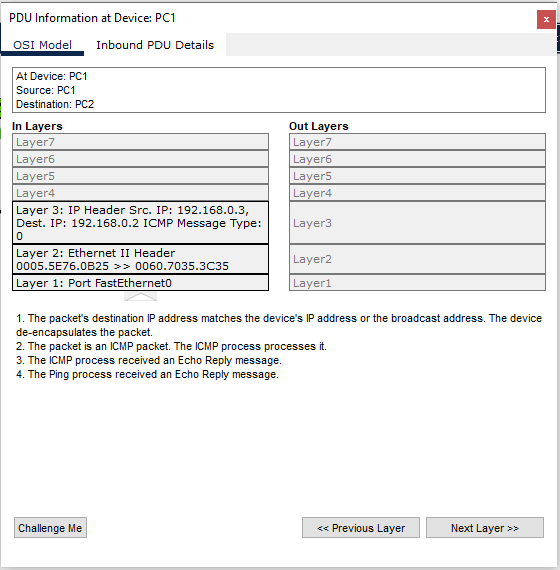 PDU Information at Device: PC1
x
OSI Model
Inbound PDU Details
At Device: PC1
Source: PC1
Destination: PC2
In Layers
Layer7
Layer6
Layer5
Layer4
Layer 3: IP Header Src. IP: 192.168.0.3,
Dest. IP: 192.168.0.2 ICMP Message Type:
0
Layer 2: Ethernet II Header
0005.5E76.0B25 >> 0060.7035.3C35
Layer 1: Port FastEthernet0
Out Layers
Layer7
Layer6
Layer5
Layer4
Layer3
Layer2
Layer1
1. The packet's destination IP address matches the device's IP address or the broadcast address. The device
de-encapsulates the packet.
2. The packet is an ICMP packet. The ICMP process processes it.
3. The ICMP process received an Echo Reply message.
4. The Ping process received an Echo Reply message.
Challenge Me
<< Previous Layer
Next Layer >>